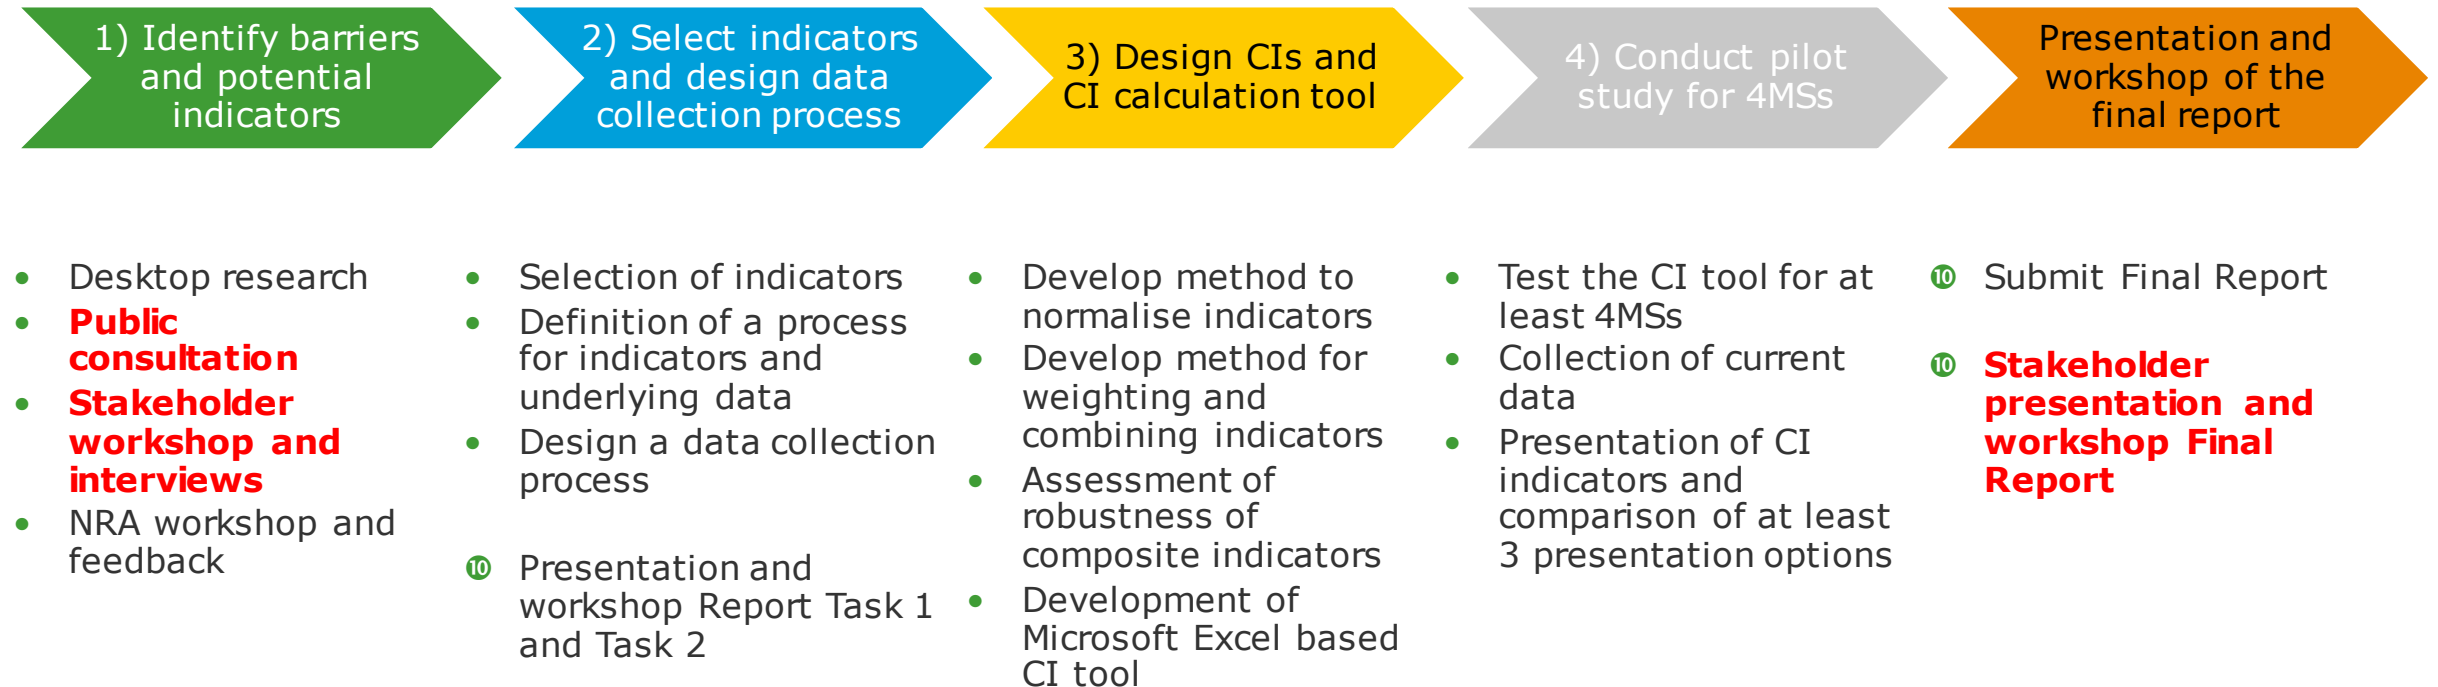 1) Identify barriers
and potential
indicators
2) Select indicators
and design data
collection process
3) Design CIs and
CI calculation tool
4) Conduct pilot
study for 4MSs
Presentation and
workshop of the
final report
• Desktop research
• Public
consultation
• Stakeholder
workshop and
interviews
• NRA workshop and
feedback
• Selection of indicators
• Definition of a process
for indicators and
underlying data
• Design a data collection
process
❿ Presentation and
workshop Report Task 1
and Task 2
• Develop method to
normalise indicators
• Develop method for
weighting and
combining indicators
• Assessment of
robustness of
composite indicators
• Development of
Microsoft Excel based
CI tool
• Test the CI tool for at
least 4MSs
• Collection of current
data
• Presentation of CI
indicators and
comparison of at least
3 presentation options
❿ Submit Final Report
❿ Stakeholder
presentation and
workshop Final
Report